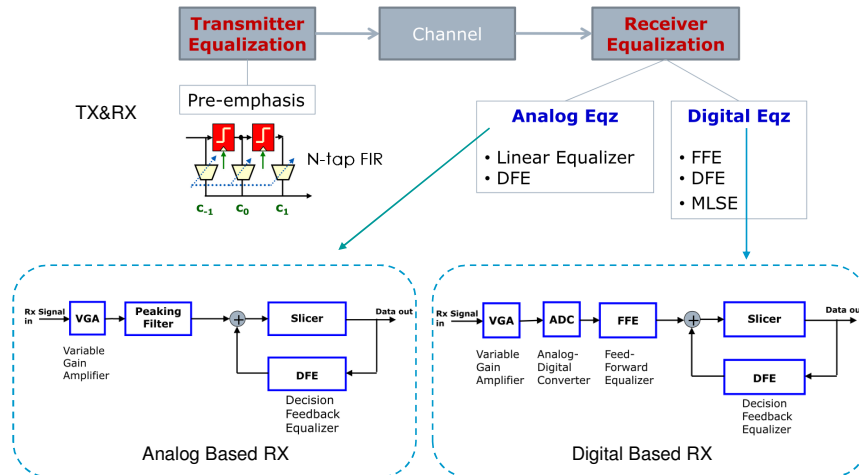 Transmitter
Equalization
Channel
Receiver
Equalization
Pre-emphasis
TX&RX
N-tap FIR
C-1 C0 C1
Analog Eqz
• Linear Equalizer
• DFE
Digital Eqz
• FFE
• DFE
• MLSE
Rx Signal
in
VGA
Peaking
Filter
+
Slicer
Data out
DFE
Variable
Gain
Amplifier
Decision
Feedback
Equalizer
Analog Based RX
Rx Signal
in
VGA
ADC
FFE
+
Slicer
Data out
DFE
Variable
Gain
Amplifier
Analog-
Digital
Converter
Feed-
Forward
Equalizer
Decision
Feedback
Equalizer
Digital Based RX